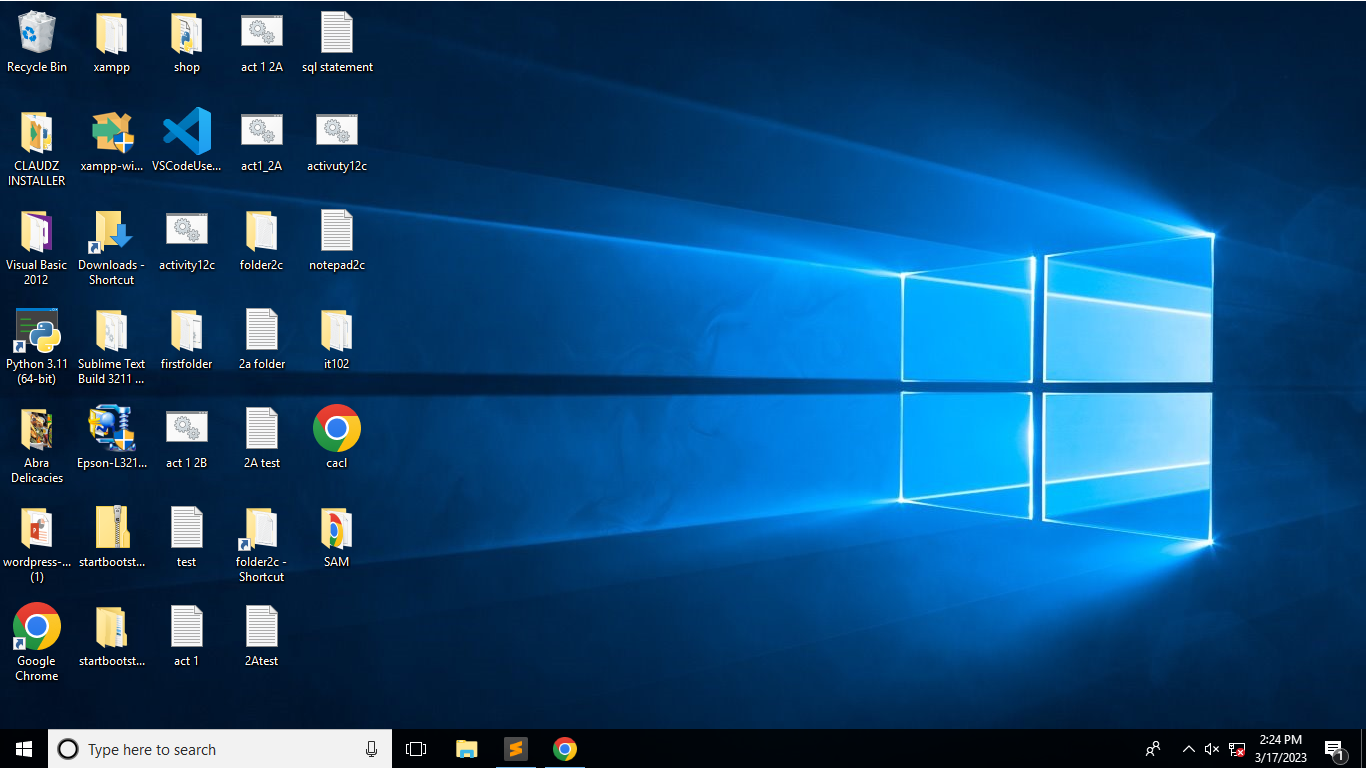 Recycle Bin
xampp
shop
act 1 2A
sql statement
CLAUDZ
INSTALLER
xampp-wi...
VSCodeUse...
act1_2A
activuty12c
Visual Basic
2012
Downloads -
Shortcut
activity12c
folder2c
notepad2c
Python 3.11
(64-bit)
Sublime Text
Build 3211 ...
firstfolder
2a folder
it102
Abra
Delicacies
Epson-L321...
act 1 2B
2A test
cacl
wordpress-...
(1)
startbootst...
test
folder2c -
Shortcut
SAM
Google
Chrome
startbootst...
act 1
2Atest
Type here to search
2:24 PM
3/17/2023
1